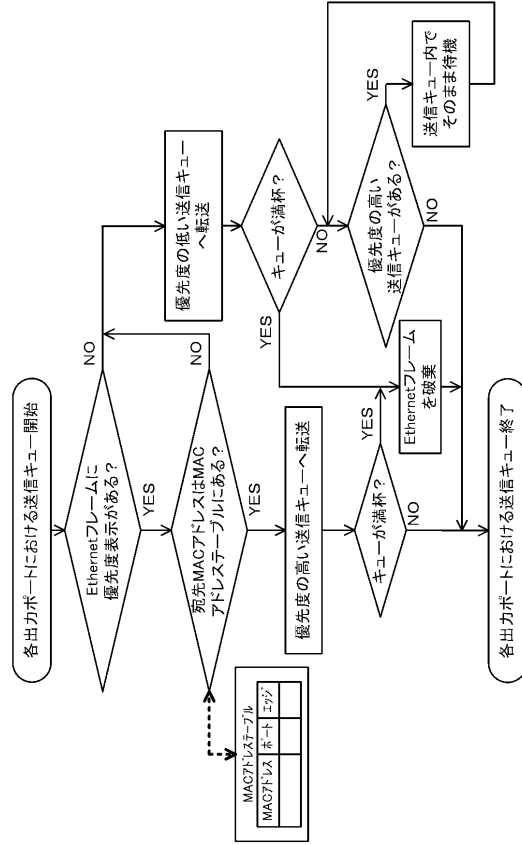 各出力ポートにおける送信キュー開始
Ethernetフレームに
優先度表示がある?
NO
YES
宛先MACアドレスはMAC
アドレステーブルにある?
NO
YES
MACアドレステーブル
MACアドレス
ポート
エッジ
優先度の高い送信キューへ転送
キューが満杯?
YES
NO
優先度の低い送信キュー
へ転送
キューが満杯?
YES
NO
優先度の高い
送信キューがある?
YES
NO
送信キュー内で
そのまま待機
Ethernetフレーム
を破棄
各出力ポートにおける送信キュー終了